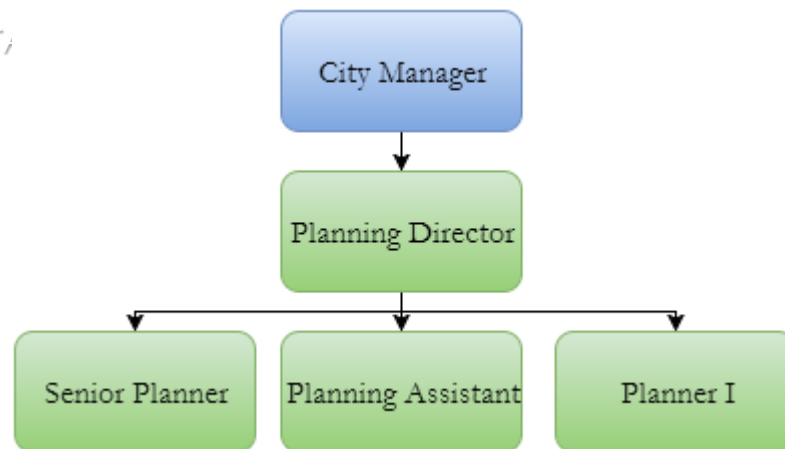 City Manager
Planning Director
Senior Planner
Planning Assistant
Planner I